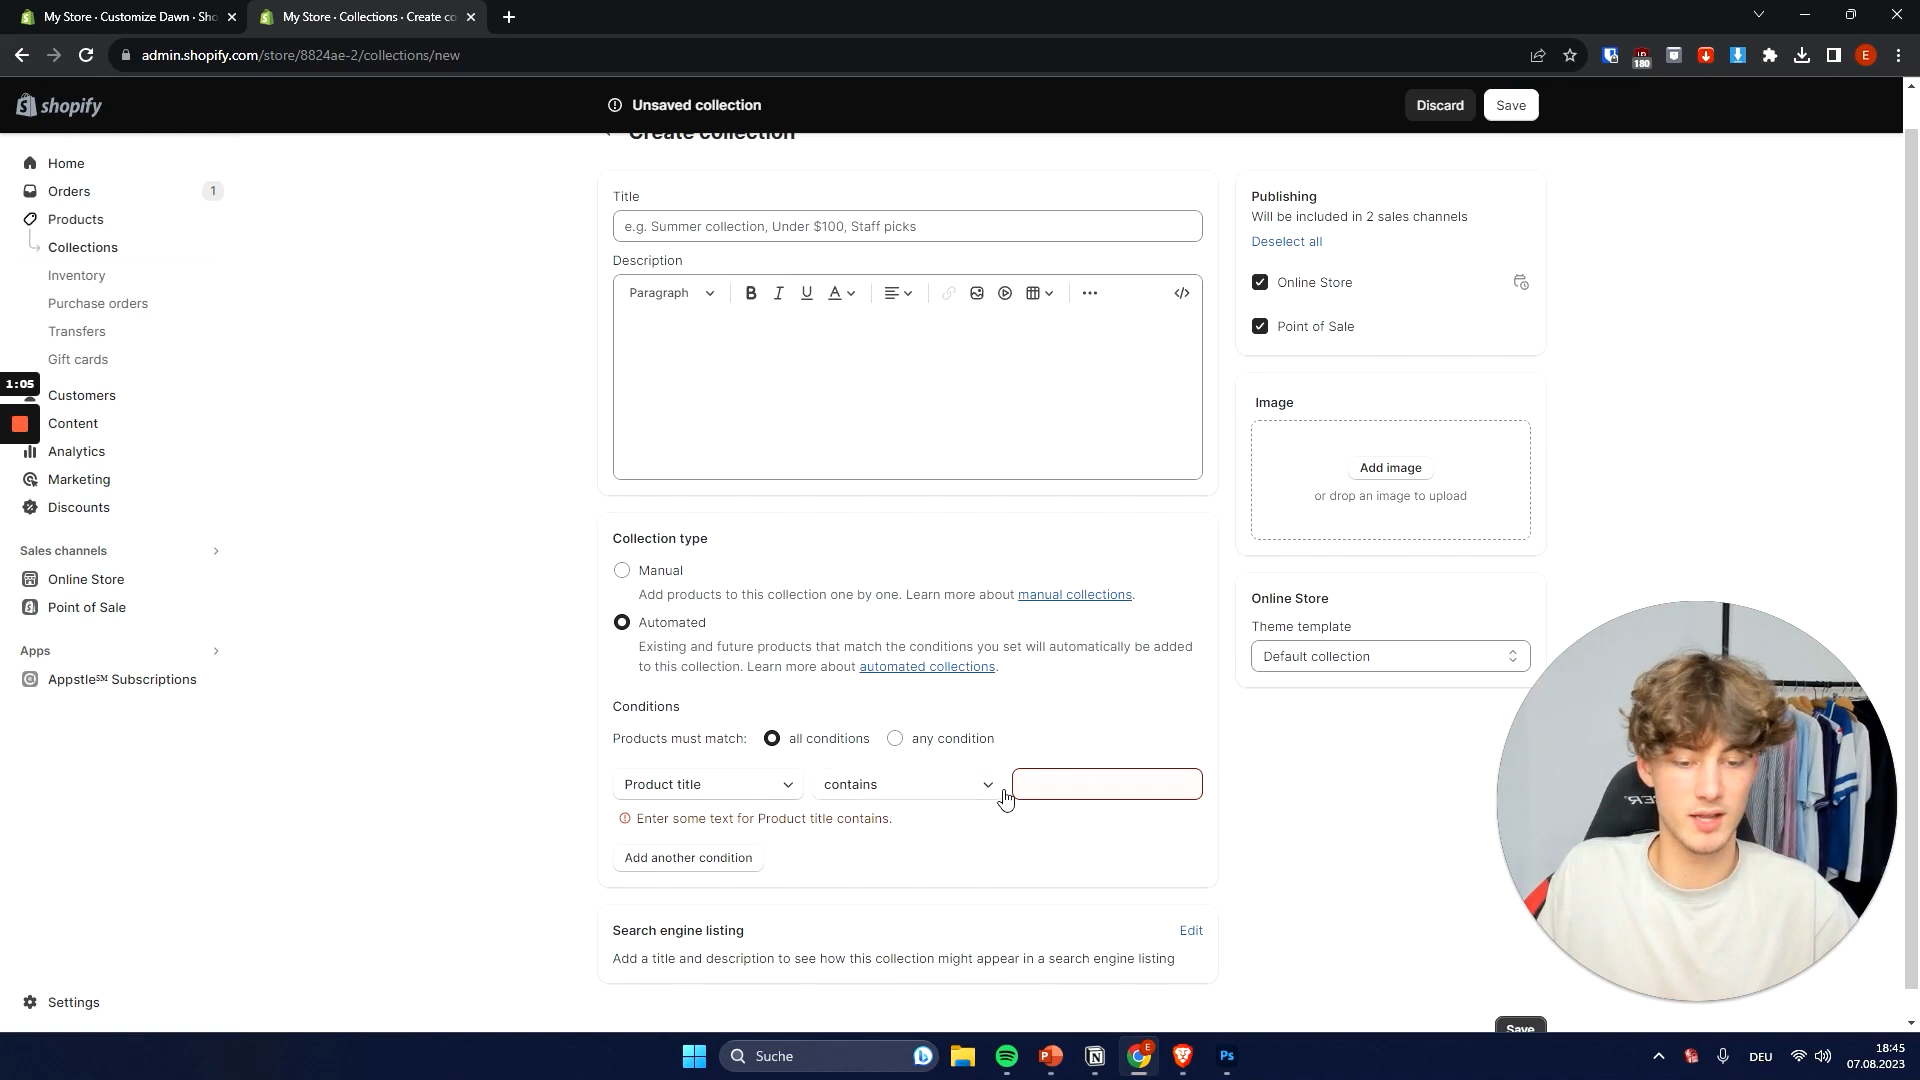 My Store · Customize Dawn · Sho
My Store · Collections · Create co
admin.shopify.com/store/8824ae-2/collections/new
180
E
shopify
Unsaved collection
Discard
Save
Create collection
Home
Orders
1
Products
Collections
Inventory
Purchase orders
Transfers
Gift cards
1:05
Customers
Content
Analytics
Marketing
Discounts
Sales channels
Online Store
Point of Sale
Apps
Appstle℠ Subscriptions
Settings
Title
e.g. Summer collection, Under $100, Staff picks
Description
Paragraph
B I U A
Collection type
Manual
Add products to this collection one by one. Learn more about manual collections.
Automated
Existing and future products that match the conditions you set will automatically be added
to this collection. Learn more about automated collections.
Conditions
Products must match: all conditions any condition
Product title
contains
Enter some text for Product title contains.
Add another condition
Search engine listing
Edit
Add a title and description to see how this collection might appear in a search engine listing
Publishing
Will be included in 2 sales channels
Deselect all
Online Store
Point of Sale
Image
Add image
or drop an image to upload
Online Store
Theme template
Default collection
Save
Suche
E
Ps
DEU
18:45
07.08.2023